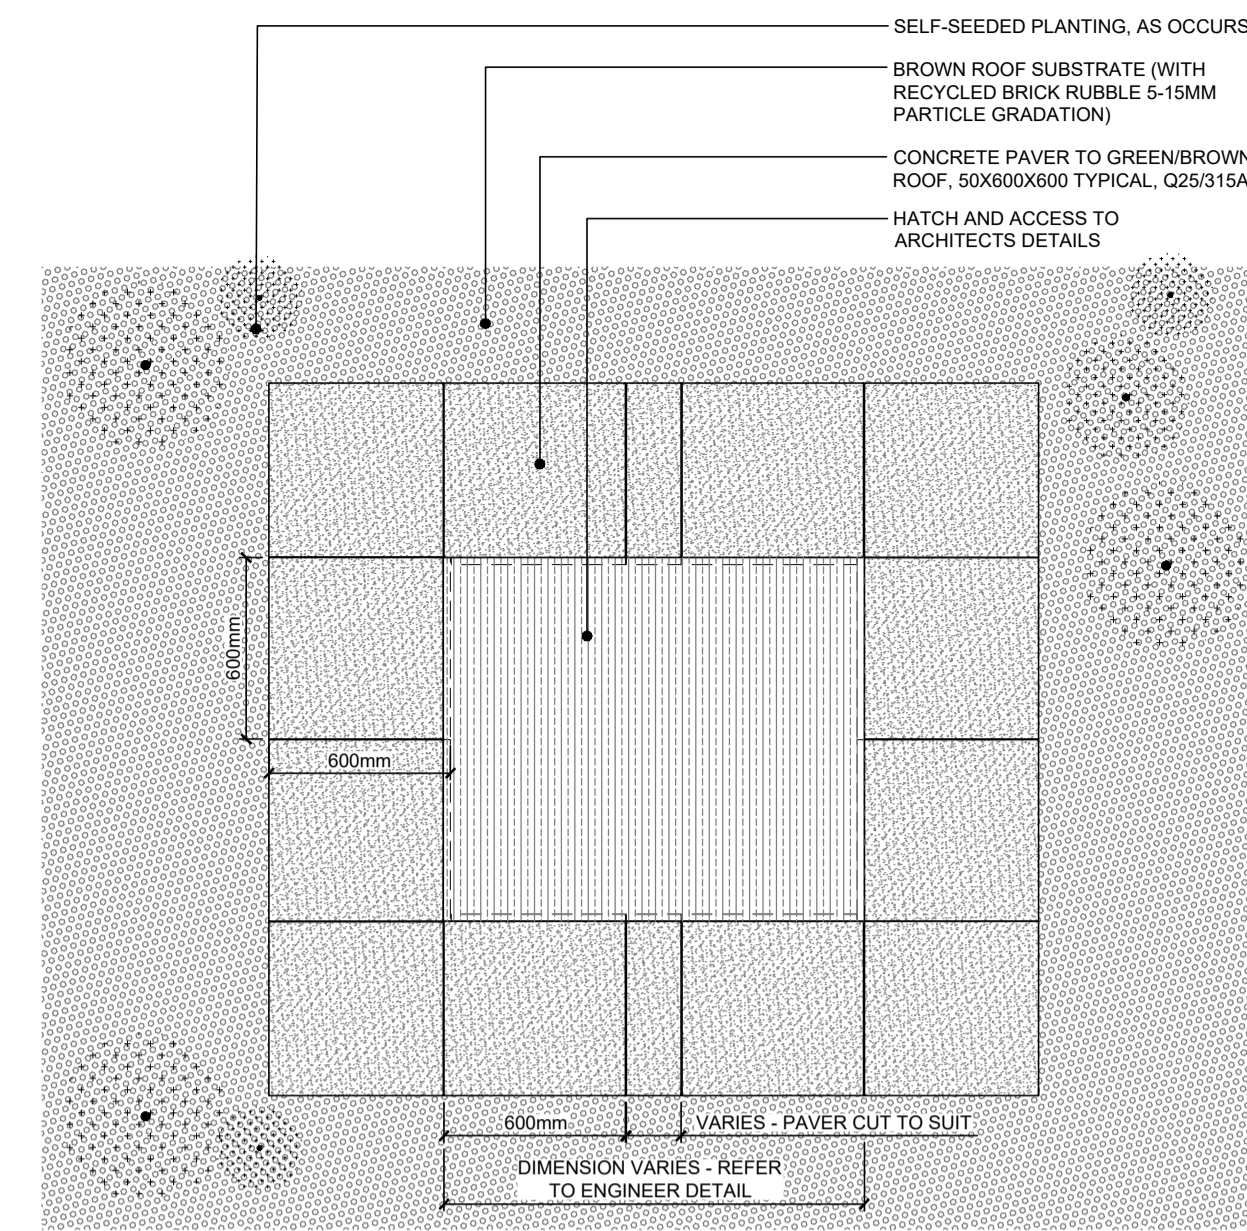 SELF-SEEDED PLANTING, AS OCCURS
BROWN ROOF SUBSTRATE (WITH
RECYCLED BRICK RUBBLE 5-15MM
PARTICLE GRADATION)
CONCRETE PAVER TO GREEN/BROWN
ROOF, 50X600X600 TYPICAL, Q25/315A
HATCH AND ACCESS TO
ARCHITECTS DETAILS
600mm
600mm
600mm
VARIES - PAVER CUT TO SUIT
DIMENSION VARIES - REFER
TO ENGINEER DETAIL